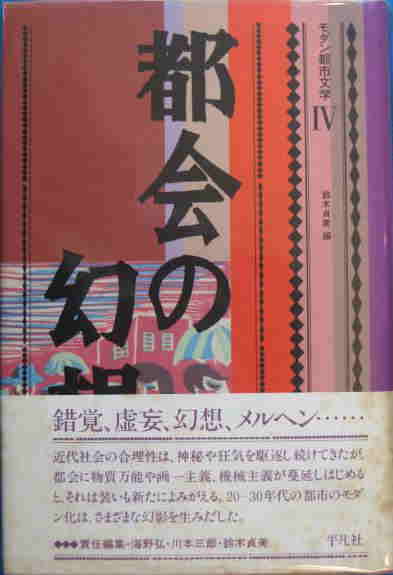 モダン都市文学
IV
鈴木貞美 編
都会の
幻想
錯覚、虚妄、幻想、メルヘン……
近代社会の合理性は、神秘や狂気を駆逐し続けてきたが、
都会に物質万能や画一主義、機械主義が蔓延しはじめる
と、それは装いも新たによみがえる。20—30年代の都市のモダ
ン化は、さまざまな幻影を生みだした。
責任編集・海野弘・川本三郎・鈴木貞美
平凡社